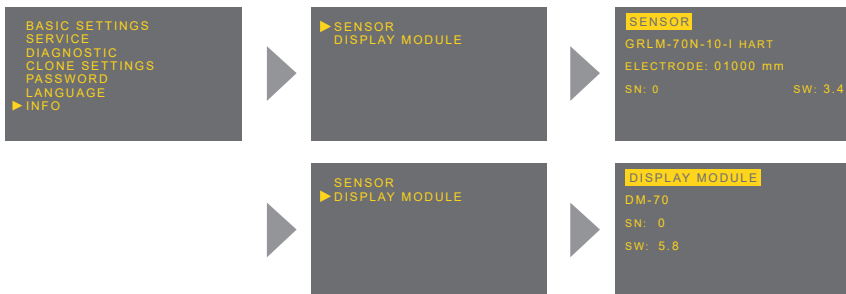 BASIC SETTINGS
SERVICE
DIAGNOSTIC
CLONE SETTINGS
PASSWORD
LANGUAGE
INFO
SENSOR
DISPLAY MODULE
SENSOR
GRLM-70N-10-I HART
ELECTRODE: 01000 mm
SN: 0 SW: 3.4
SENSOR
DISPLAY MODULE
DISPLAY MODULE
DM-70
SN: 0
SW: 5.8